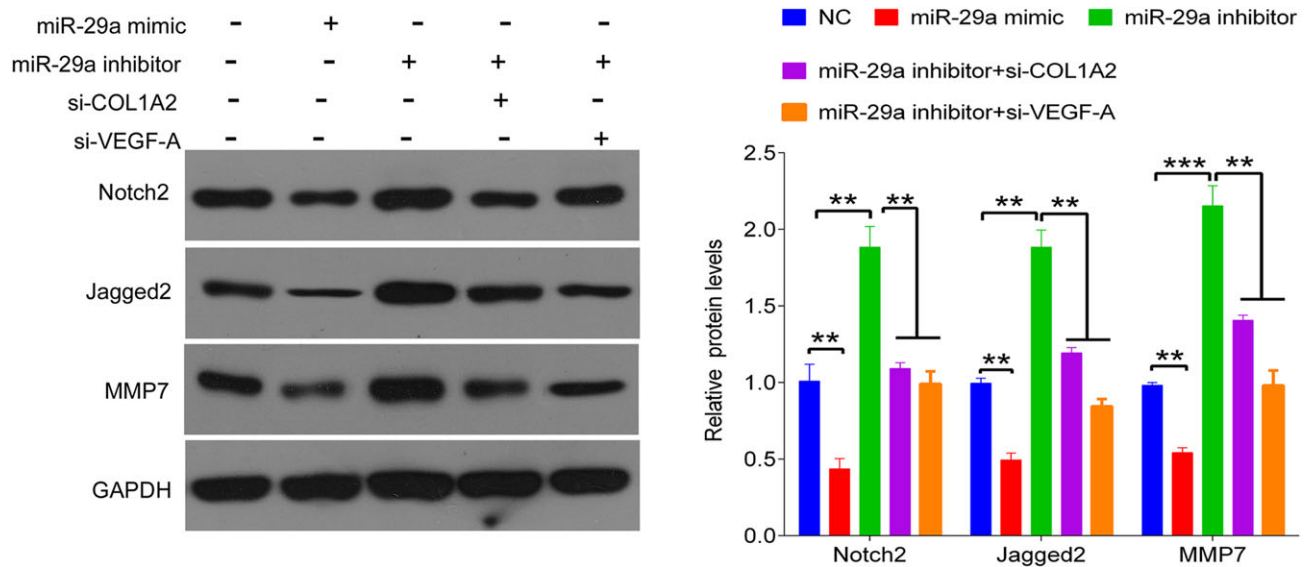 miR-29a mimic - + - - -
miR-29a inhibitor - - + + +
si-COL1A2 - - - + -
si-VEGF-A - - - - +
Notch2
Jagged2
MMP7
GAPDH
NC miR-29a mimic miR-29a inhibitor
miR-29a inhibitor+si-COL1A2
miR-29a inhibitor+si-VEGF-A
Relative protein levels
2.5
2.0
1.5
1.0
0.5
0.0
** ** **
** ** **
** *** **
Notch2 Jagged2 MMP7